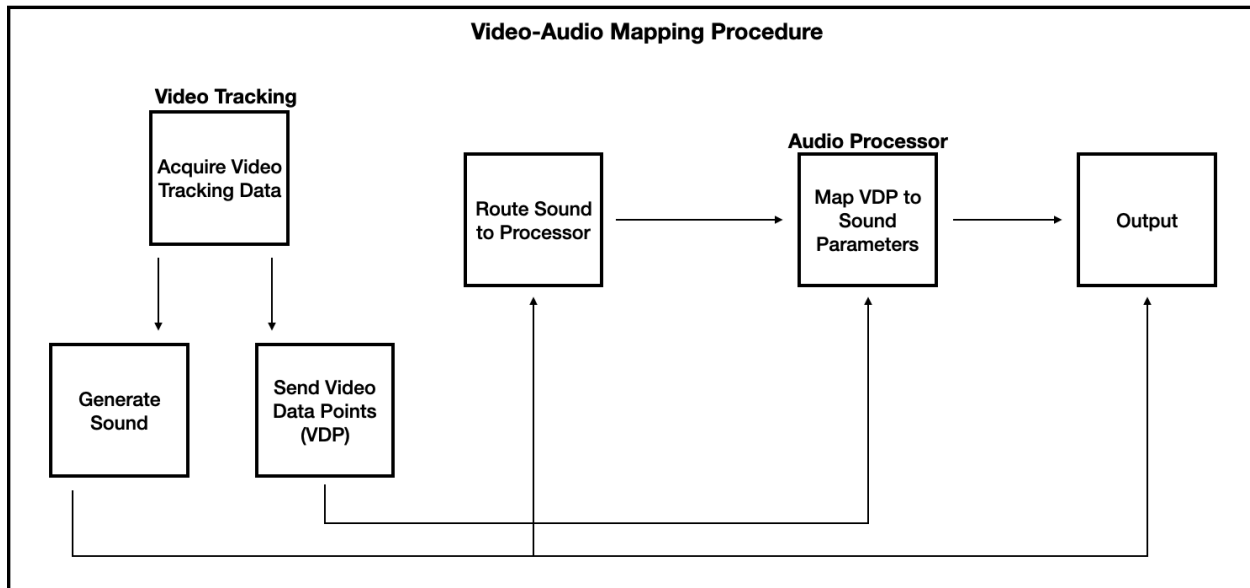 Video-Audio Mapping Procedure
Video Tracking
Acquire Video
Tracking Data
Audio Processor
Route Sound
to Processor
Map VDP to
Sound
Parameters
Output
Generate
Sound
Send Video
Data Points
(VDP)